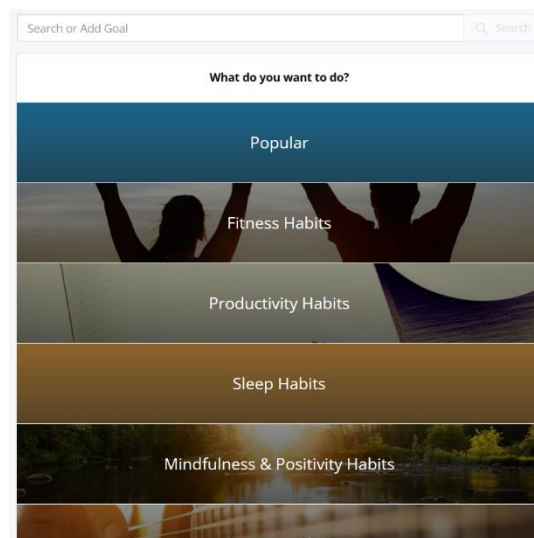 Search or Add Goal
Search
What do you want to do?
Popular
Fitness Habits
Productivity Habits
Sleep Habits
Mindfulness & Positivity Habits